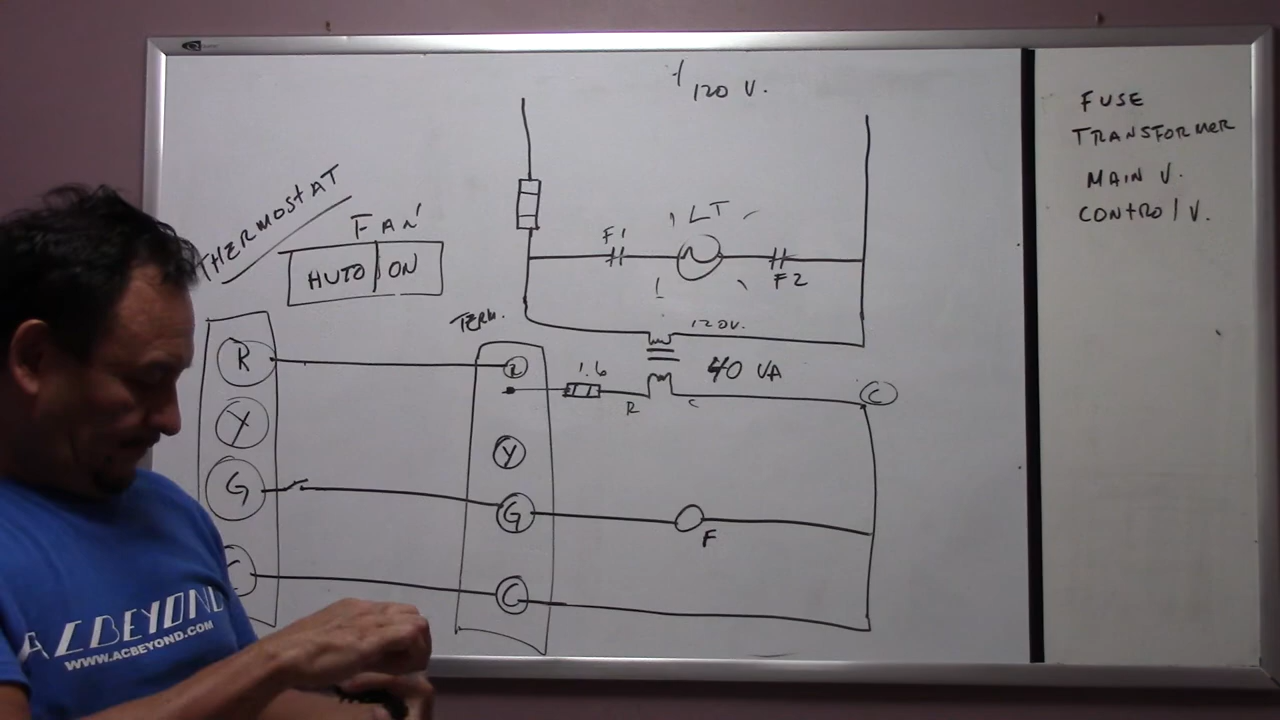 120 V.
FUSE
TRANSFORMER
MAIN V.
CONTROl V.
THERMOSTAT
FAN
HUTO ON
LT
F1
F2
TERM.
120V.
40 VA
1.6
R
C
C
R
R
Y
Y
G
G
F
C
C
ACBEYOND
WWW.ACBEYOND.COM